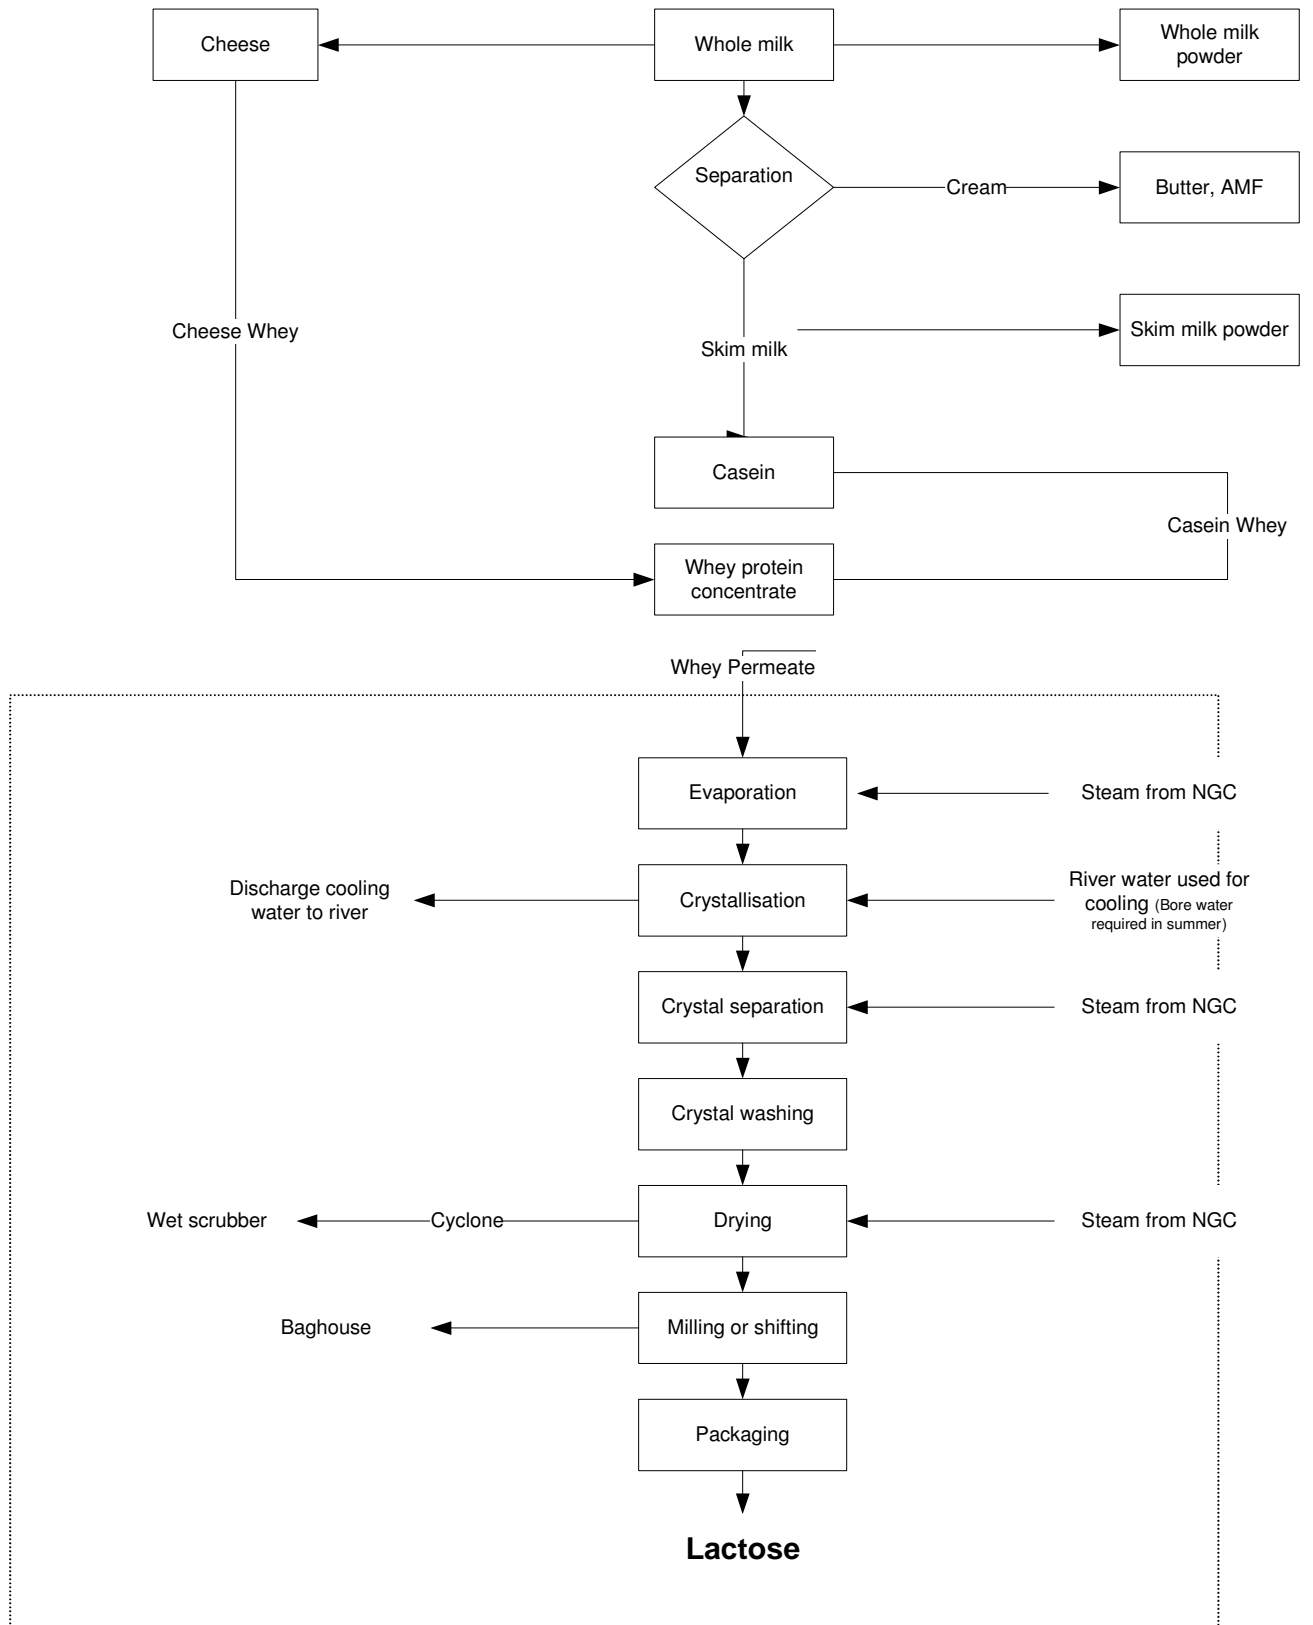 Cheese
Whole milk
Whole milk
powder
Separation
Cream
Butter, AMF
Cheese Whey
Skim milk
Skim milk powder
Casein
Casein Whey
Whey protein
concentrate
Whey Permeate
Evaporation
Steam from NGC
Discharge cooling
water to river
Crystallisation
River water used for
cooling (Bore water
required in summer)
Crystal separation
Steam from NGC
Crystal washing
Wet scrubber
Cyclone
Drying
Steam from NGC
Baghouse
Milling or shifting
Packaging
Lactose